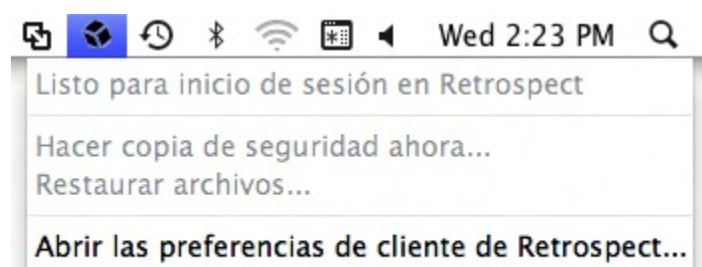 Wed 2:23 PM
Listo para inicio de sesión en Retrospect
Hacer copia de seguridad ahora...
Restaurar archivos...
Abrir las preferencias de cliente de Retrospect...